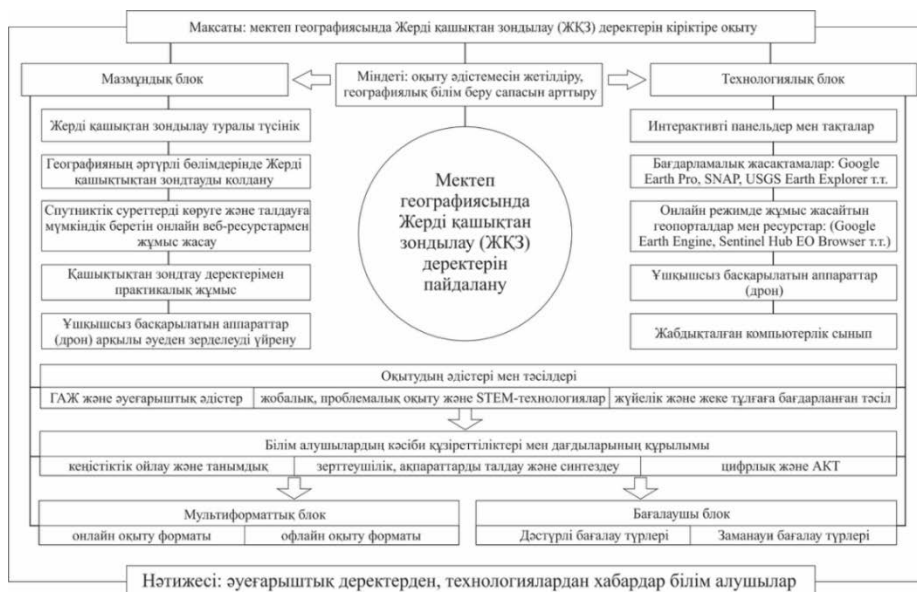 Мақсаты: мектеп географиясында Жерді қашықтан зондылау (ЖҚЗ) деректерін кіріктіре оқыту
Мазмұндық блок
Міндеті: оқыту әдістемесін жетілдіру,
географиялық білім беру сапасын арттыру
Технологиялық блок
Жерді қашықтан зондылау туралы түсінік
Географияның әртүрлі бөлімдерінде Жерді
қашықтықтан зондтауды қолдану
Спутниктік суреттерді көруге және талдауға
мүмкіндік беретін онлайн веб-ресурстармен
жұмыс жасау
Қашықтықтан зондтау деректерімен
практикалық жұмыс
Ұшқышсыз басқарылатын аппараттар
(дрон) арқылы әуеден зерделеуді үйрену
Мектеп
географиясында
Жерді қашықтан
зондылау (ЖҚЗ)
деректерін
пайдалану
Интерактивті панельдер мен тақталар
Бағдарламалық жасақтамалар: Google
Earth Pro, SNAP, USGS Earth Explorer т.т.
Онлайн режимде жұмыс жасайтын
геопорталдар мен ресурстар: (Google
Earth Engine, Sentinel Hub EO Browser т.т.)
Ұшқышсыз басқарылатын аппараттар
(дрон)
Жабдықталған компьютерлік сынып
Оқытудың әдістері мен тәсілдері
ГАЖ және әуеғарыштық әдістер
жобалық, проблемалық оқыту және STEM-технологиялар
жүйелік және жеке тұлғаға бағдарланған тәсіл
Білім алушылардың кәсіби құзіреттіліктері мен дағдыларының құрылымы
кеңістіктік ойлау және танымдық
зерттеушілік, ақпараттарды талдау және синтездеу
цифрлық және АКТ
Мультиформаттық блок
онлайн оқыту форматы
офлайн оқыту форматы
Бағалаушы блок
Дәстүрлі бағалау түрлері
Заманауи бағалау түрлері
Нәтижесі: әуеғарыштық деректерден, технологиялардан хабардар білім алушылар